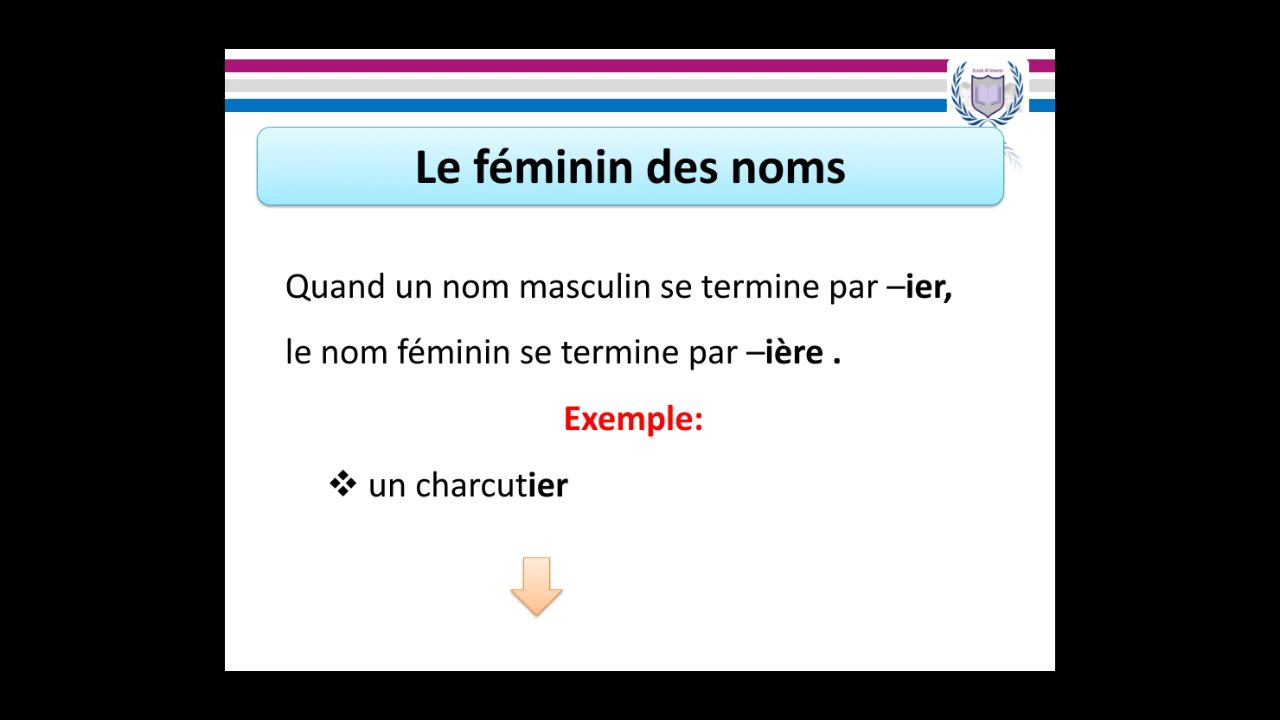 Le féminin des noms
Quand un nom masculin se termine par –ier,
le nom féminin se termine par –ière .
Exemple:
❖ un charcutier